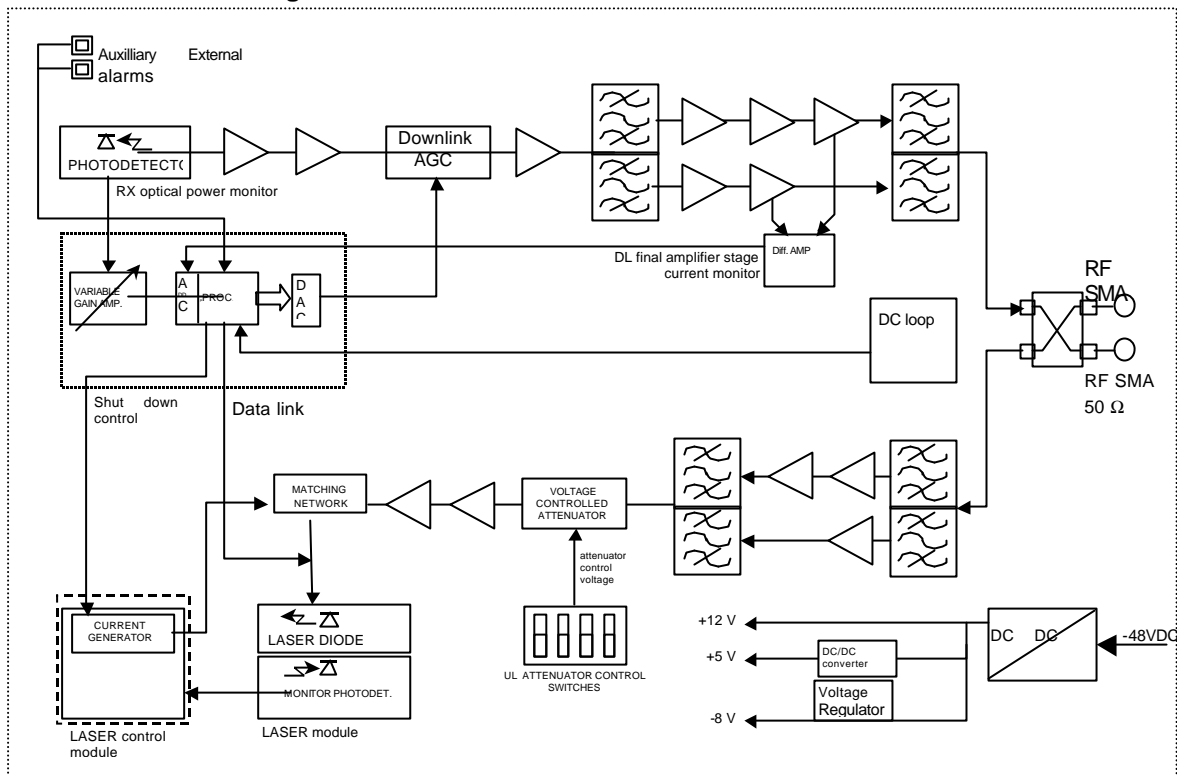 Auxilliary External
alarms
PHOTODETECTO
RX optical power monitor
Downlink
AGC
Diff. AMP
DL final amplifier stage
current monitor
VARIABLE
GAIN AMP.
A
C
PROC
D
A
C
DC loop
RF
SMA
RF SMA
50 Ω
Shut down
control
Data link
MATCHING
NETWORK
VOLTAGE
CONTROLLED
ATTENUATOR
attenuator
control
voltage
CURRENT
GENERATOR
LASER DIODE
MONITOR PHOTODET.
UL ATTENUATOR CONTROL
SWITCHES
LASER control
module
LASER module
+12 V
+5 V
-8 V
DC/DC
converter
Voltage
Regulator
DC DC
-48VDC